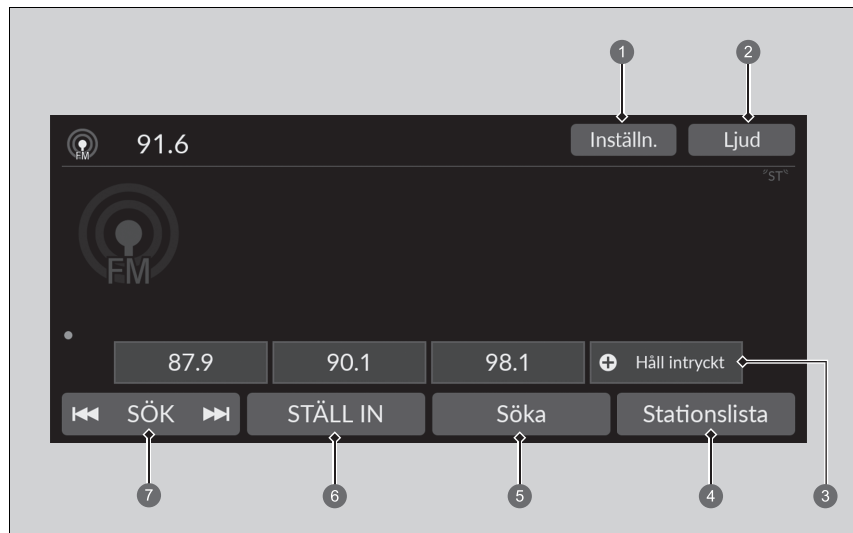 1 2
FM 91.6 Inställn. Ljud
ST
FM
87.9 90.1 98.1 Håll intryckt
SÖK STÄLL IN Söka Stationslista
7 6 5 4 3